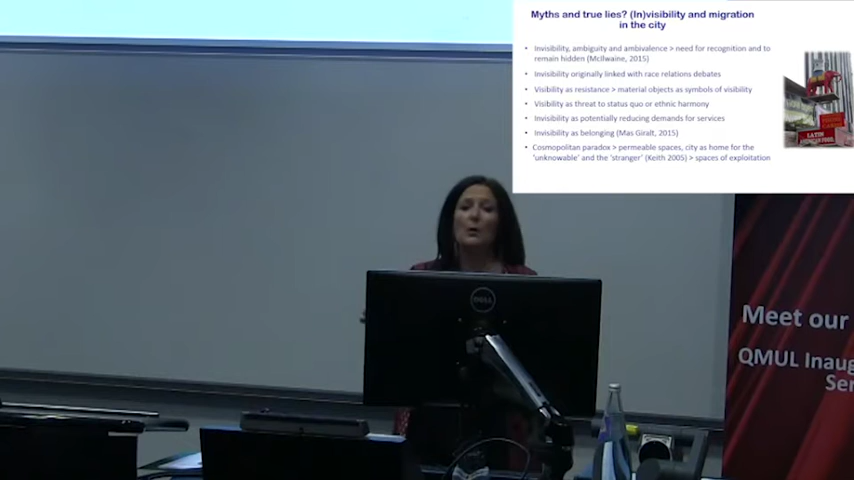 Myths and true lies? (In)visibility and migration
in the city
• Invisibility, ambiguity and ambivalence > need for recognition and to
remain hidden (McIlwaine, 2015)
• Invisibility originally linked with race relations debates
• Visibility as resistance > material objects as symbols of visibility
• Visibility as threat to status quo or ethnic harmony
• Invisibility as potentially reducing demands for services
• Invisibility as belonging (Mas Giralt, 2015)
• Cosmopolitan paradox > permeable spaces, city as home for the
'unknowable' and the 'stranger' (Keith 2005) > spaces of exploitation
LATIN
DELL
Meet our
QMUL Inaug
Ser